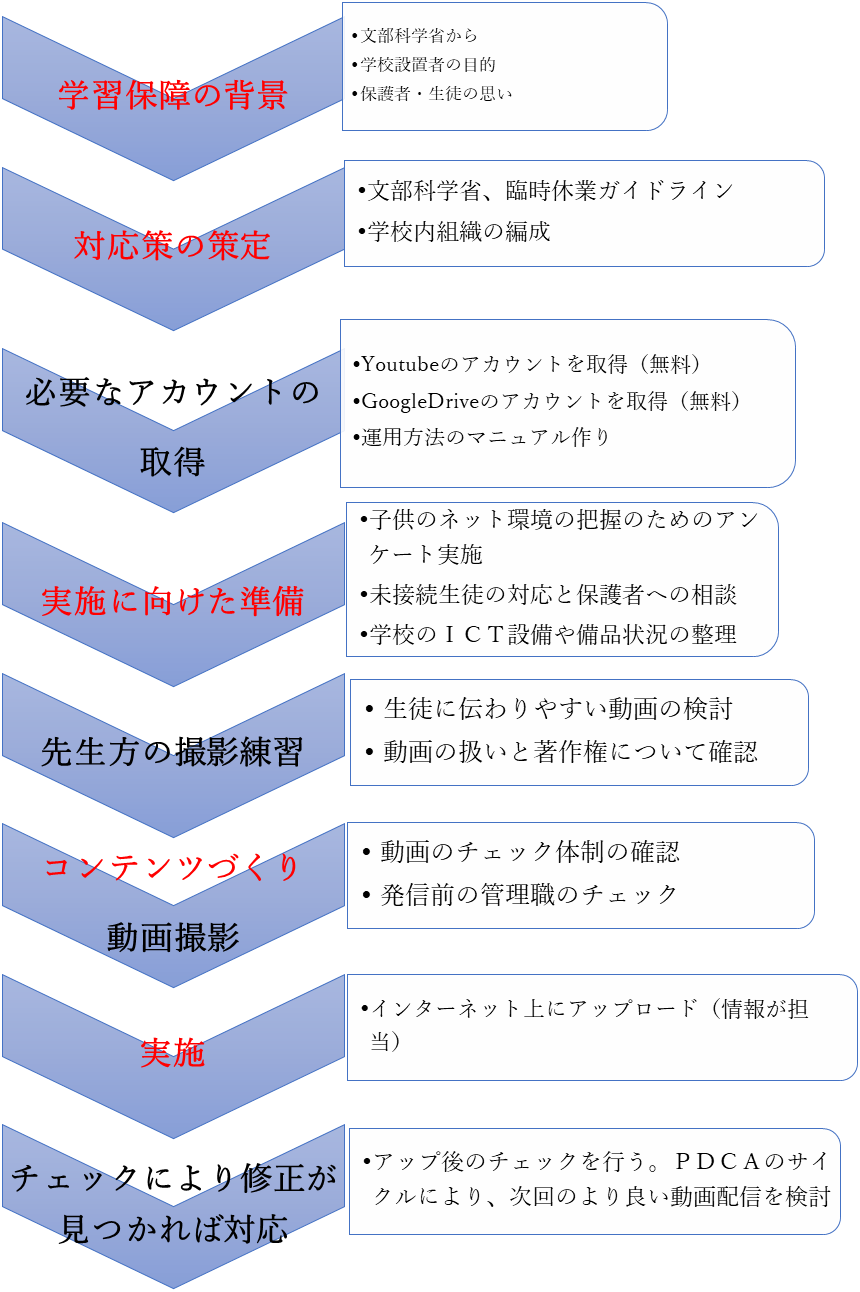 学習保障の背景
•文部科学省から
•学校設置者の目的
•保護者・生徒の思い
対応策の策定
•文部科学省、臨時休業ガイドライン
•学校内組織の編成
必要なアカウントの
取得
•Youtubeのアカウントを取得（無料）
•GoogleDriveのアカウントを取得（無料）
•運用方法のマニュアル作り
実施に向けた準備
•子供のネット環境の把握のためのアン
ケート実施
•未接続生徒の対応と保護者への相談
•学校のＩＣＴ設備や備品状況の整理
先生方の撮影練習
• 生徒に伝わりやすい動画の検討
• 動画の扱いと著作権について確認
コンテンツづくり
動画撮影
• 動画のチェック体制の確認
• 発信前の管理職のチェック
実施
•インターネット上にアップロード（情報が担
当）
チェックにより修正が
見つかれば対応
•アップ後のチェックを行う。ＰＤＣＡのサイ
クルにより、次回のより良い動画配信を検討